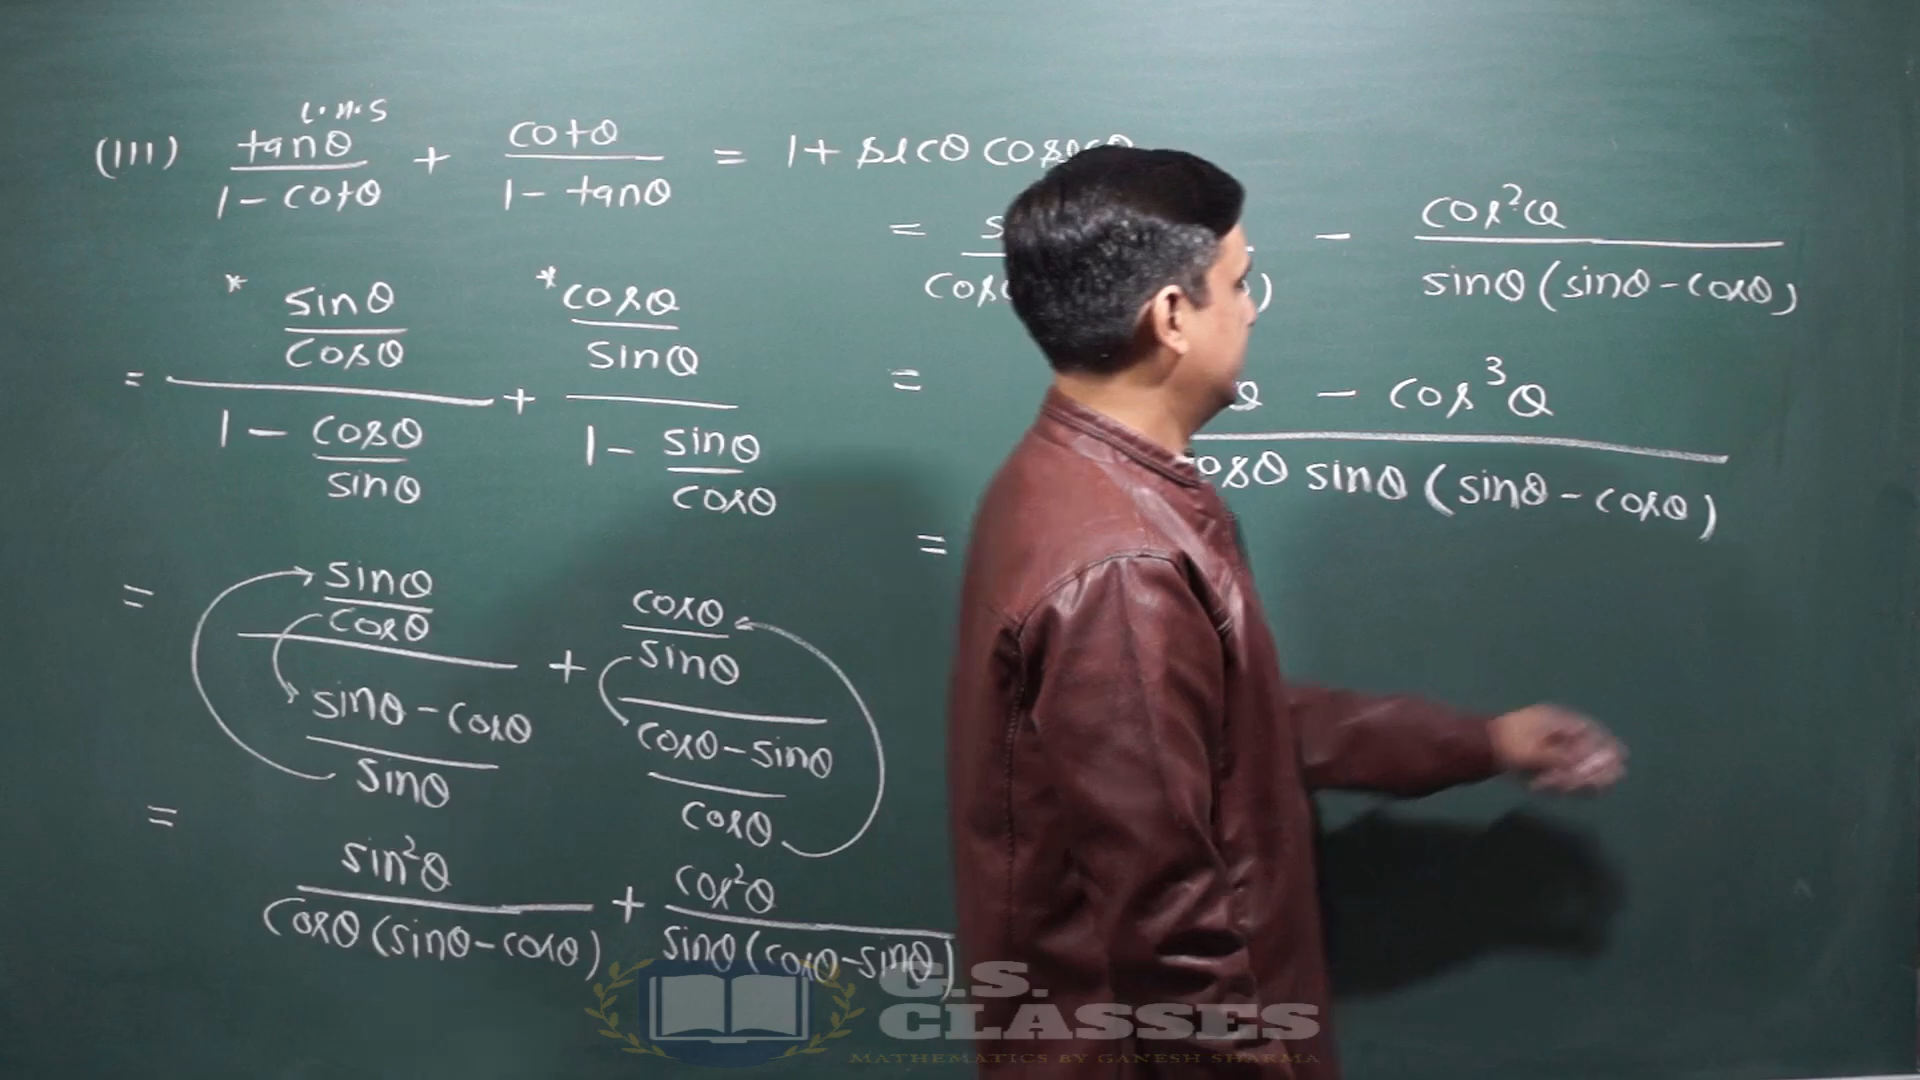 L.H.S
(III) tanθ/1-cotθ + cotθ/1-tanθ = 1+ secθ cosecθ
* sinθ/cosθ * cosθ/sinθ
= +
1 - cosθ/sinθ 1 - sinθ/cosθ
= sinθ/cosθ + cosθ/sinθ
sinθ-cosθ/sinθ cosθ-sinθ/cosθ
= sin²θ/cosθ(sinθ-cosθ) + cos²θ/sinθ(cosθ-sinθ)
= - cos²θ/sinθ(sinθ-cosθ)
= - cos³θ
sinθ(sinθ-cosθ)
=
G.S.
CLASSES
MATHEMATICS BY GANESH SHARMA